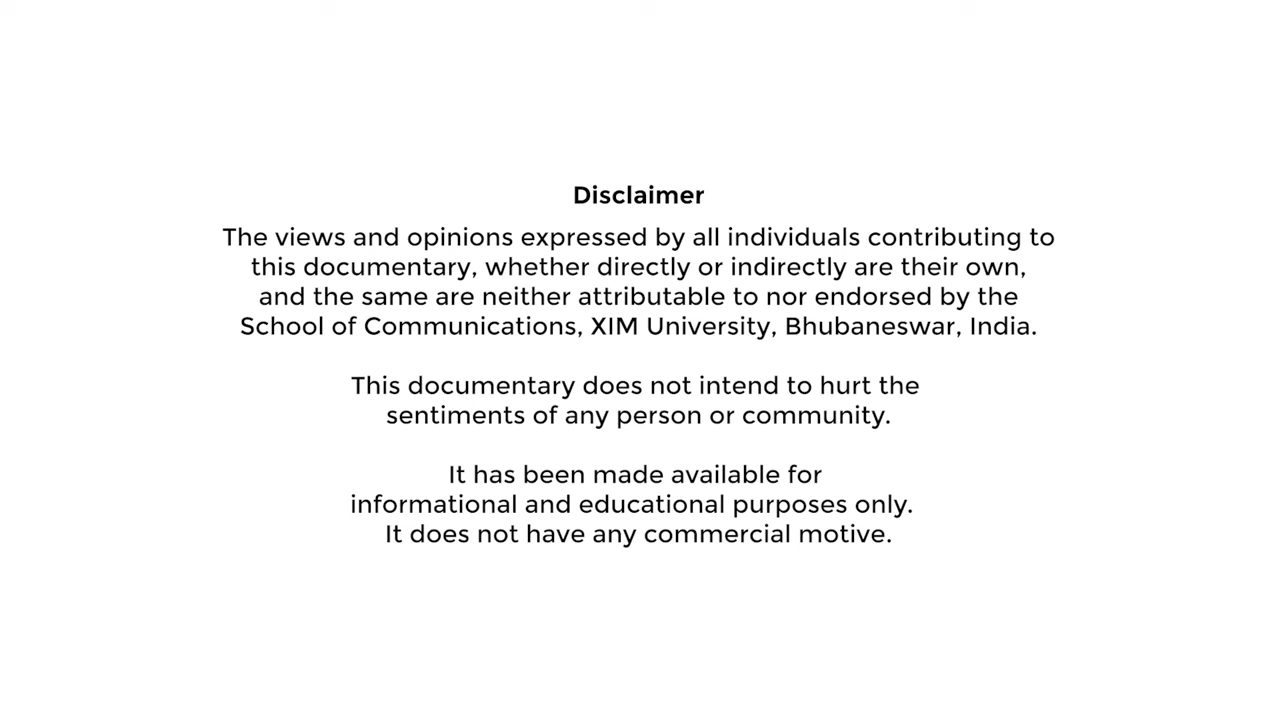 Disclaimer
The views and opinions expressed by all individuals contributing to
this documentary, whether directly or indirectly are their own,
and the same are neither attributable to nor endorsed by the
School of Communications, XIM University, Bhubaneswar, India.
This documentary does not intend to hurt the
sentiments of any person or community.
It has been made available for
informational and educational purposes only.
It does not have any commercial motive.